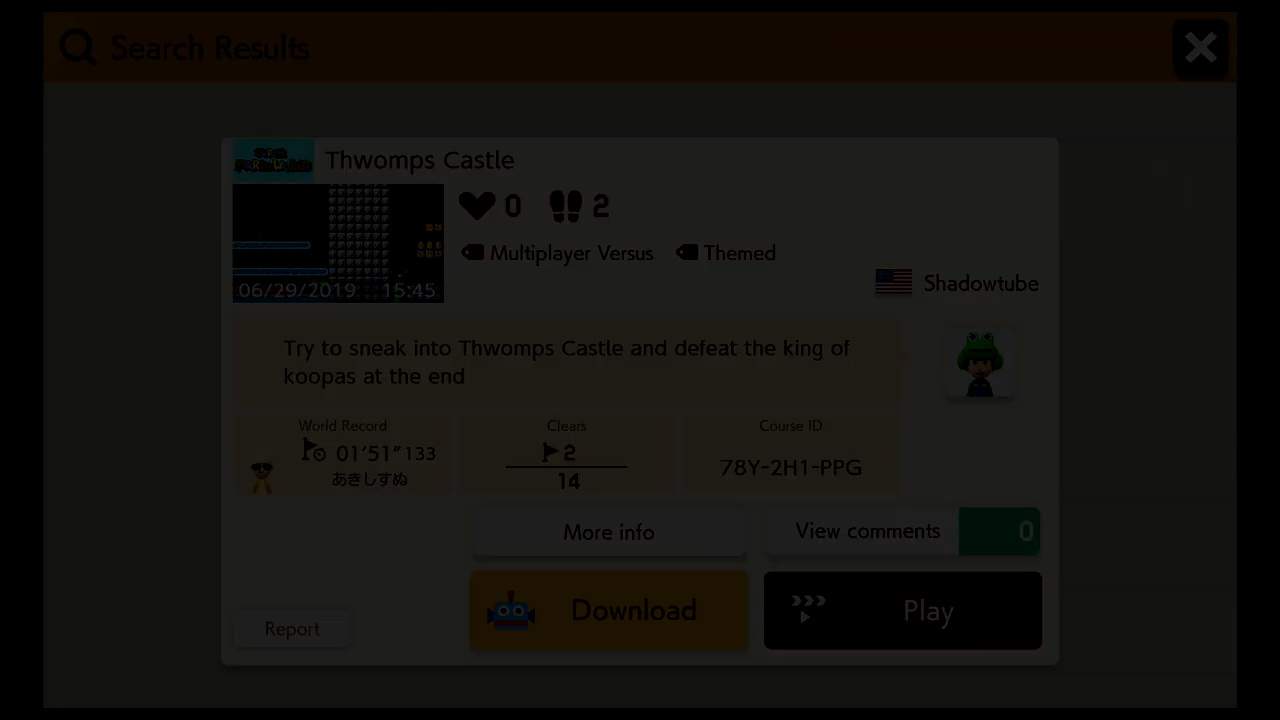 Search Results
Thwomps Castle
0 2
Multiplayer Versus Themed
06/29/2019 15:45
Shadowtube
Try to sneak into Thwomps Castle and defeat the king of
koopas at the end
World Record Clears Course ID
01'51"133 2
あきしすぬ 14 78Y-2H1-PPG
More info View comments 0
Download Play
Report